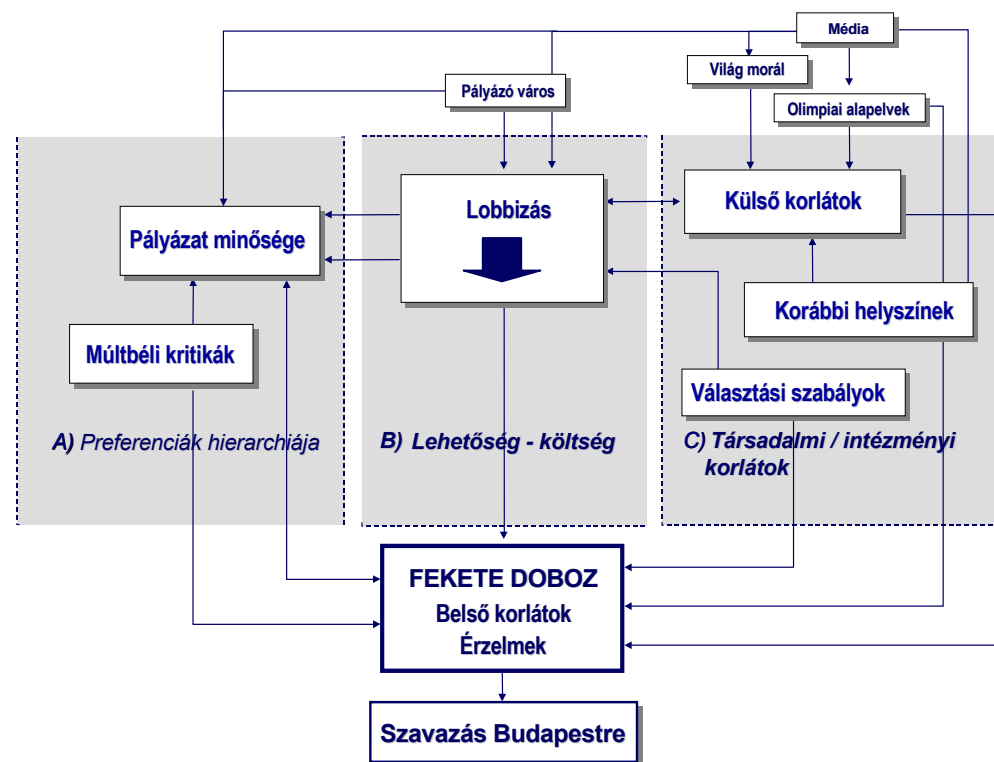 Média
Világ morál
Pályázó város
Olimpiai alapelvek
Lobbizás
Külső korlátok
Pályázat minősége
Korábbi helyszínek
Múltbéli kritikák
Választási szabályok
A) Preferenciák hierarchiája
B) Lehetőség - költség
C) Társadalmi / intézményi
korlátok
FEKETE DOBOZ
Belső korlátok
Érzelmek
Szavazás Budapestre